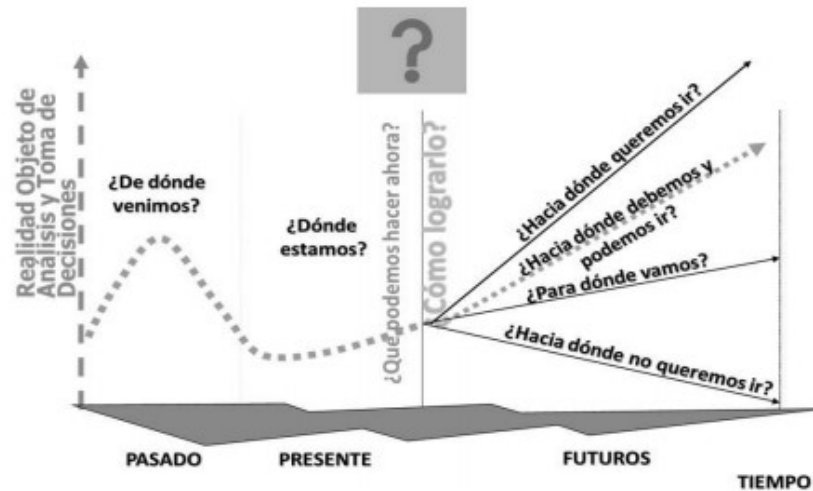 ?
Realidad Objeto de
Análisis y Toma de
Decisiones
¿De dónde
venimos?
¿Dónde
estamos?
¿Que podemos hacer ahora?
Cómo lograrlo?
¿Hacia dónde queremos ir?
¿Hacia dónde debemos y
podemos ir?
¿Para dónde vamos?
¿Hacia dónde no queremos ir?
PASADO
PRESENTE
FUTUROS
TIEMPO